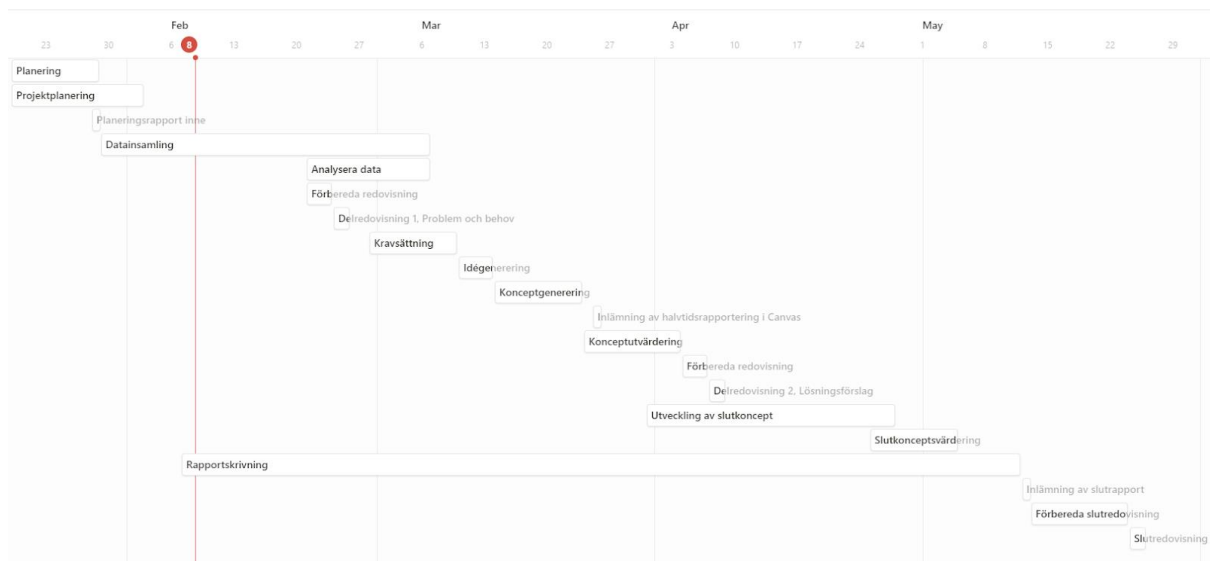 Feb Mar Apr May
23 30 6 8 13 20 27 6 13 20 27 3 10 17 24 1 8 15 22 29
Planering
Projektplanering
Planeringsrapport inne
Datainsamling
Analysera data
Förbereda redovisning
Delredovisning 1, Problem och behov
Kravsättning
Idégenerering
Konceptgenerering
Inlämning av halvtidsrapportering i Canvas
Konceptutvärdering
Förbereda redovisning
Delredovisning 2, Lösningsförslag
Utveckling av slutkoncept
Slutkonceptsvärdering
Rapportskrivning
Inlämning av slutrapport
Förbereda slutredovisning
Slutredovisning